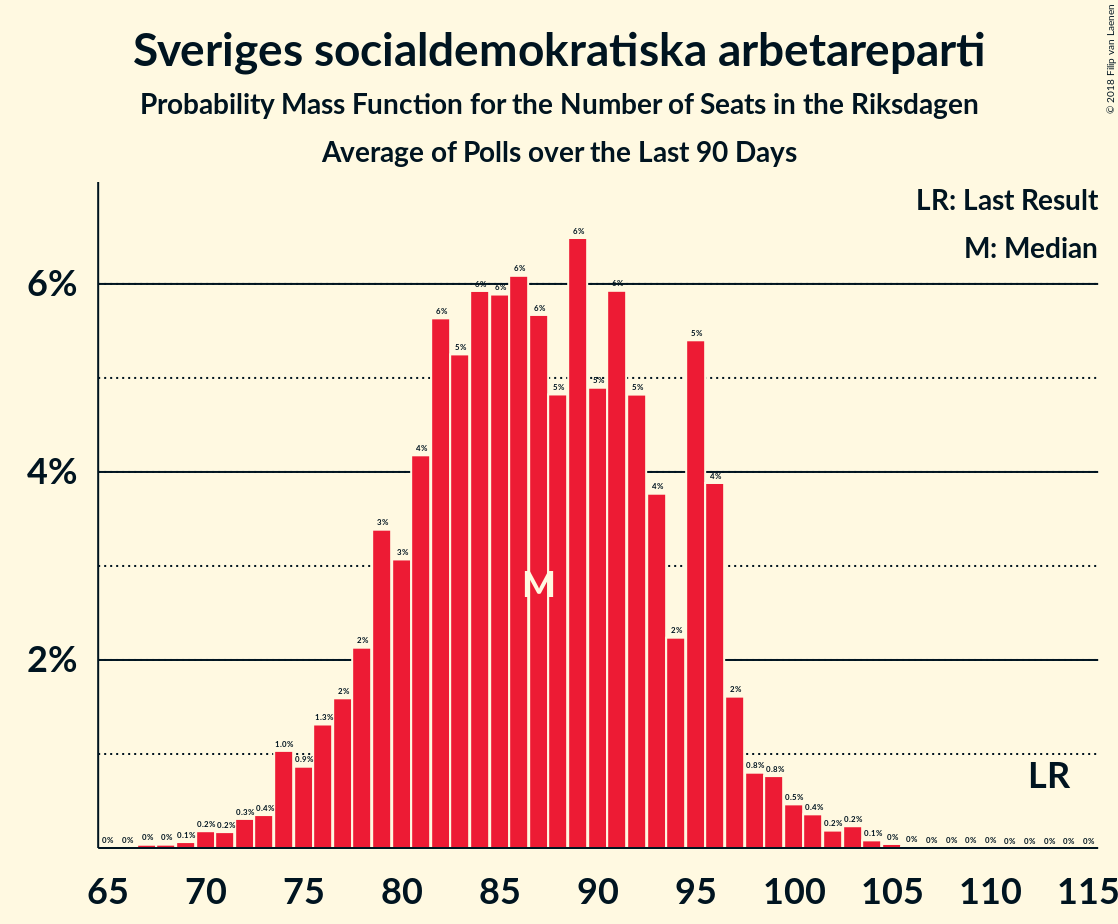 Sveriges socialdemokratiska arbetareparti
Probability Mass Function for the Number of Seats in the Riksdagen
Average of Polls over the Last 90 Days
© 2018 Filip van Laenen
LR: Last Result
M: Median
6%
4%
2%
0% 0% 0% 0% 0.1% 0.2% 0.2% 0.3% 0.4% 1.0% 0.9% 1.3% 2% 2% 3% 3% 4% 6% 5% 6% 6% 6% 6% 5% 6% 5% 6% 5% 4% 2% 5% 4% 2% 0.8% 0.8% 0.5% 0.4% 0.2% 0.2% 0.1% 0% 0% 0% 0% 0% 0% 0% 0% 0% 0% 0%
M
LR
65 70 75 80 85 90 95 100 105 110 115